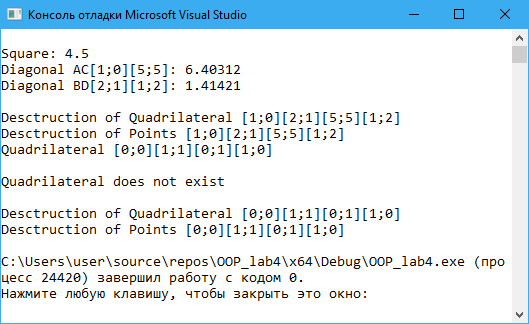 Консоль отладки Microsoft Visual Studio
Square: 4.5
Diagonal AC[1;0][5;5]: 6.40312
Diagonal BD[2;1][1;2]: 1.41421
Desctruction of Quadrilateral [1;0][2;1][5;5][1;2]
Desctruction of Points [1;0][2;1][5;5][1;2]
Quadrilateral [0;0][1;1][0;1][1;0]
Quadrilateral does not exist
Desctruction of Quadrilateral [0;0][1;1][0;1][1;0]
Desctruction of Points [0;0][1;1][0;1][1;0]
C:\Users\user\source\repos\OOP_lab4\x64\Debug\OOP_lab4.exe (про
цесс 24420) завершил работу с кодом 0.
Нажмите любую клавишу, чтобы закрыть это окно: